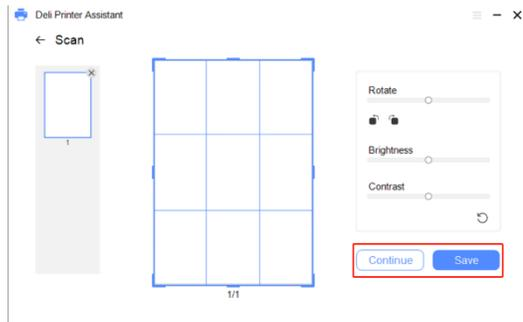 Deli Printer Assistant
← Scan
1
1/1
Rotate
Brightness
Contrast
Continue
Save